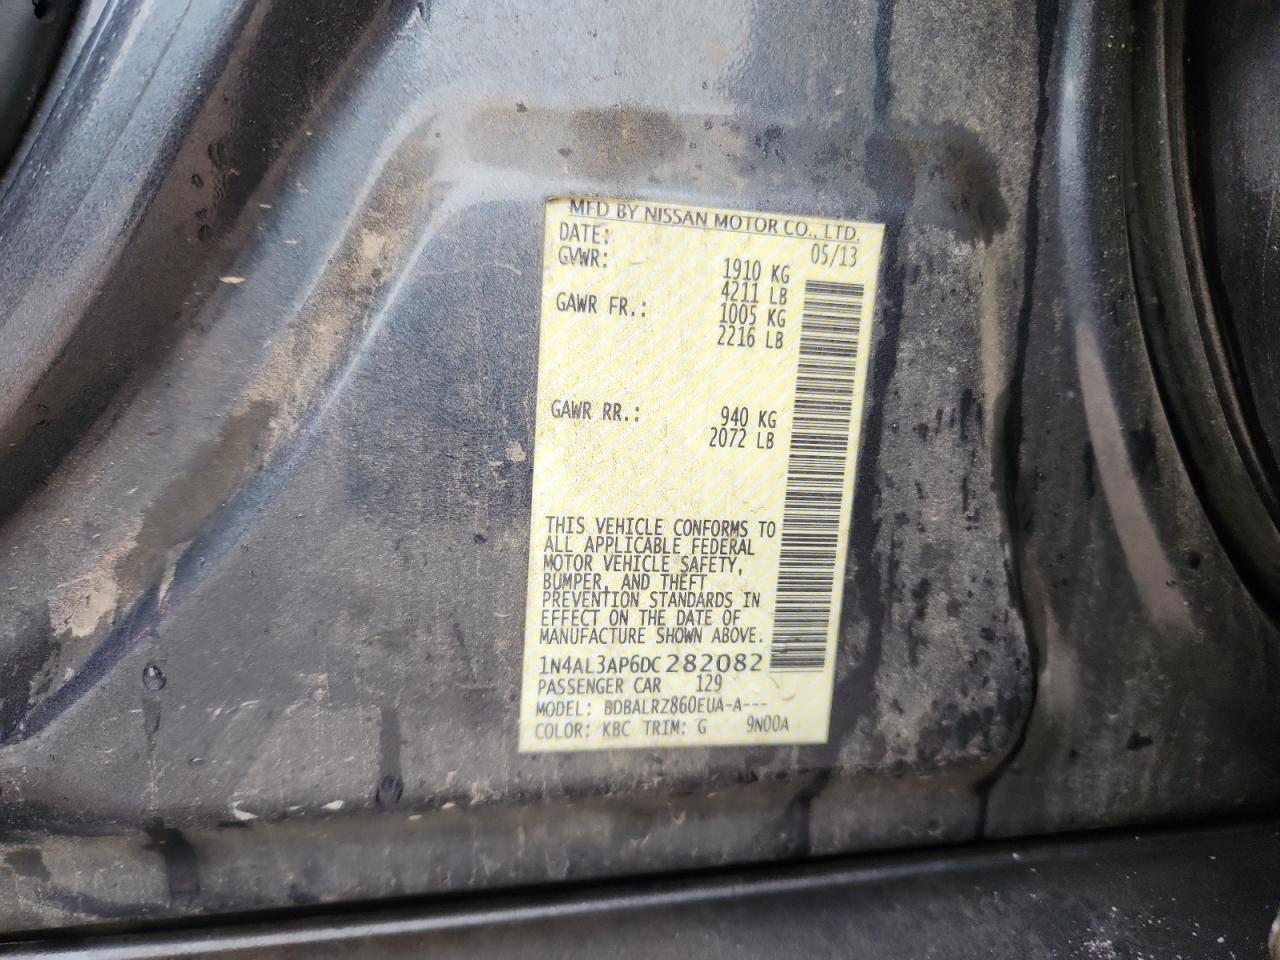 MFD BY NISSAN MOTOR CO., LTD.
DATE: 05/13
GVWR: 1910 KG
4211 LB
GAWR FR.: 1005 KG
2216 LB
GAWR RR.: 940 KG
2072 LB
THIS VEHICLE CONFORMS TO
ALL APPLICABLE FEDERAL
MOTOR VEHICLE SAFETY,
BUMPER, AND THEFT
PREVENTION STANDARDS IN
EFFECT ON THE DATE OF
MANUFACTURE SHOWN ABOVE.
1N4AL3AP6DC282082
PASSENGER CAR 129
MODEL: BDBALRZ860EUA-A---
COLOR: KBC TRIM: G 9N00A